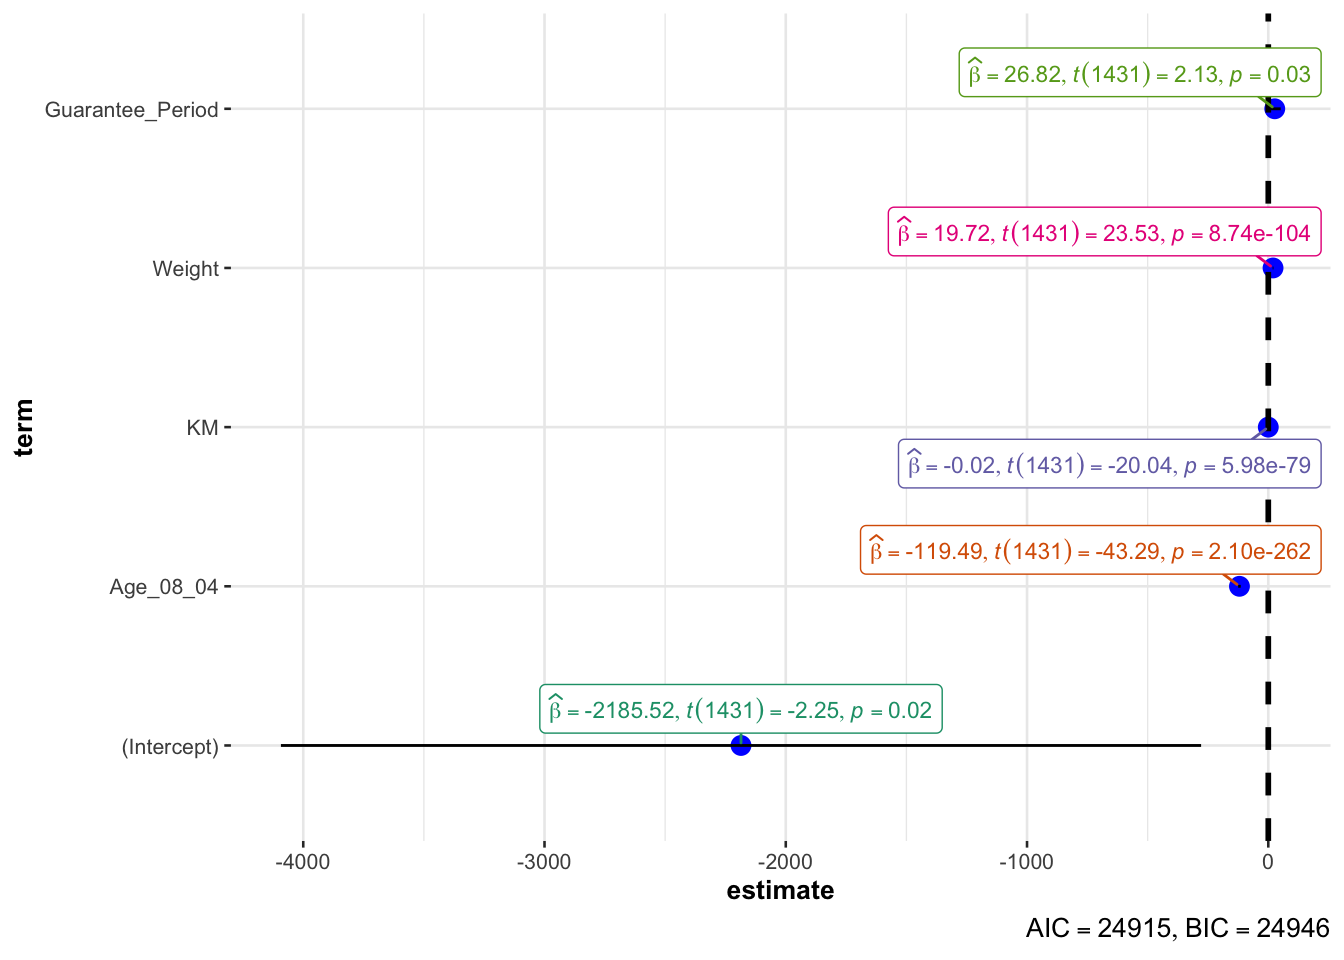 Guarantee_Period
β̂ = 26.82, t(1431) = 2.13, p = 0.03
Weight
β̂ = 19.72, t(1431) = 23.53, p = 8.74e-104
KM
β̂ = -0.02, t(1431) = -20.04, p = 5.98e-79
β̂ = -119.49, t(1431) = -43.29, p = 2.10e-262
Age_08_04
β̂ = -2185.52, t(1431) = -2.25, p = 0.02
(Intercept)
term
-4000 -3000 -2000 -1000 0
estimate
AIC = 24915, BIC = 24946